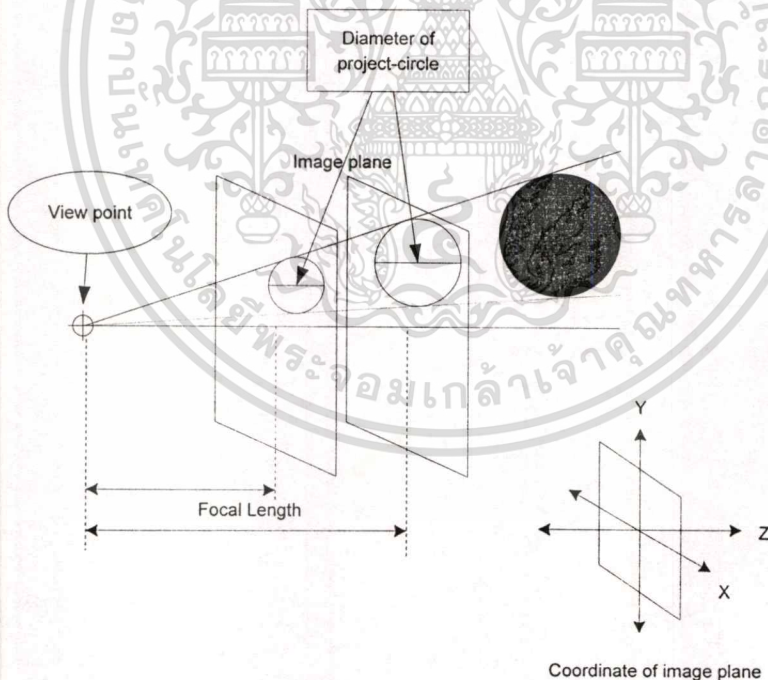 Diameter of
project-circle
Image plane
View point
Focal Length
Y
Z
X
Coordinate of image plane